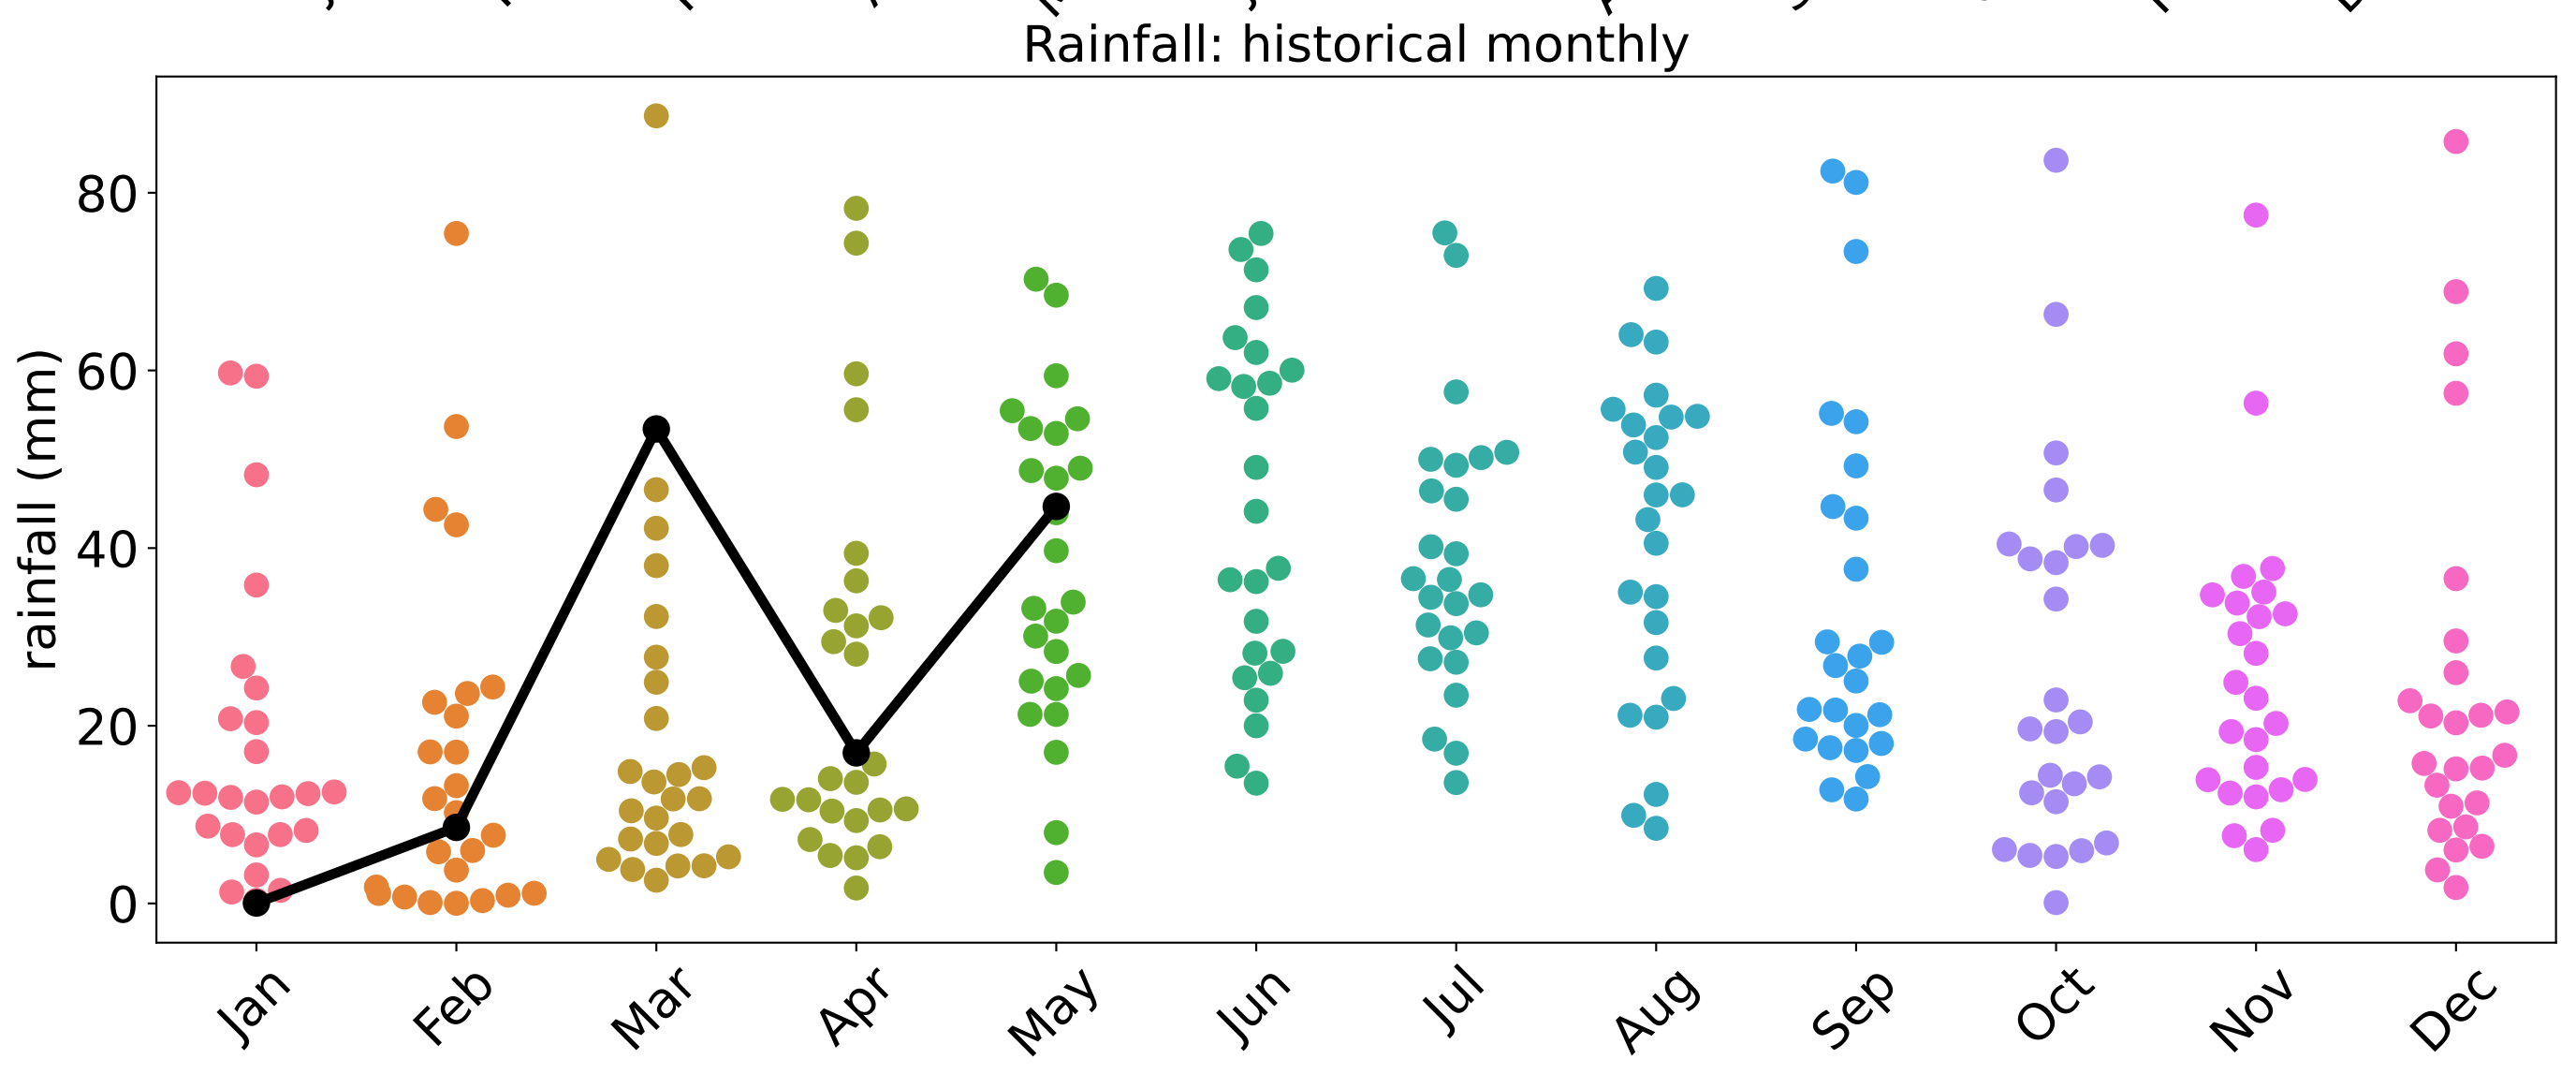 Rainfall: historical monthly
rainfall (mm)
80
60
40
20
0
Jan
Feb
Mar
Apr
May
Jun
Jul
Aug
Sep
Oct
Nov
Dec